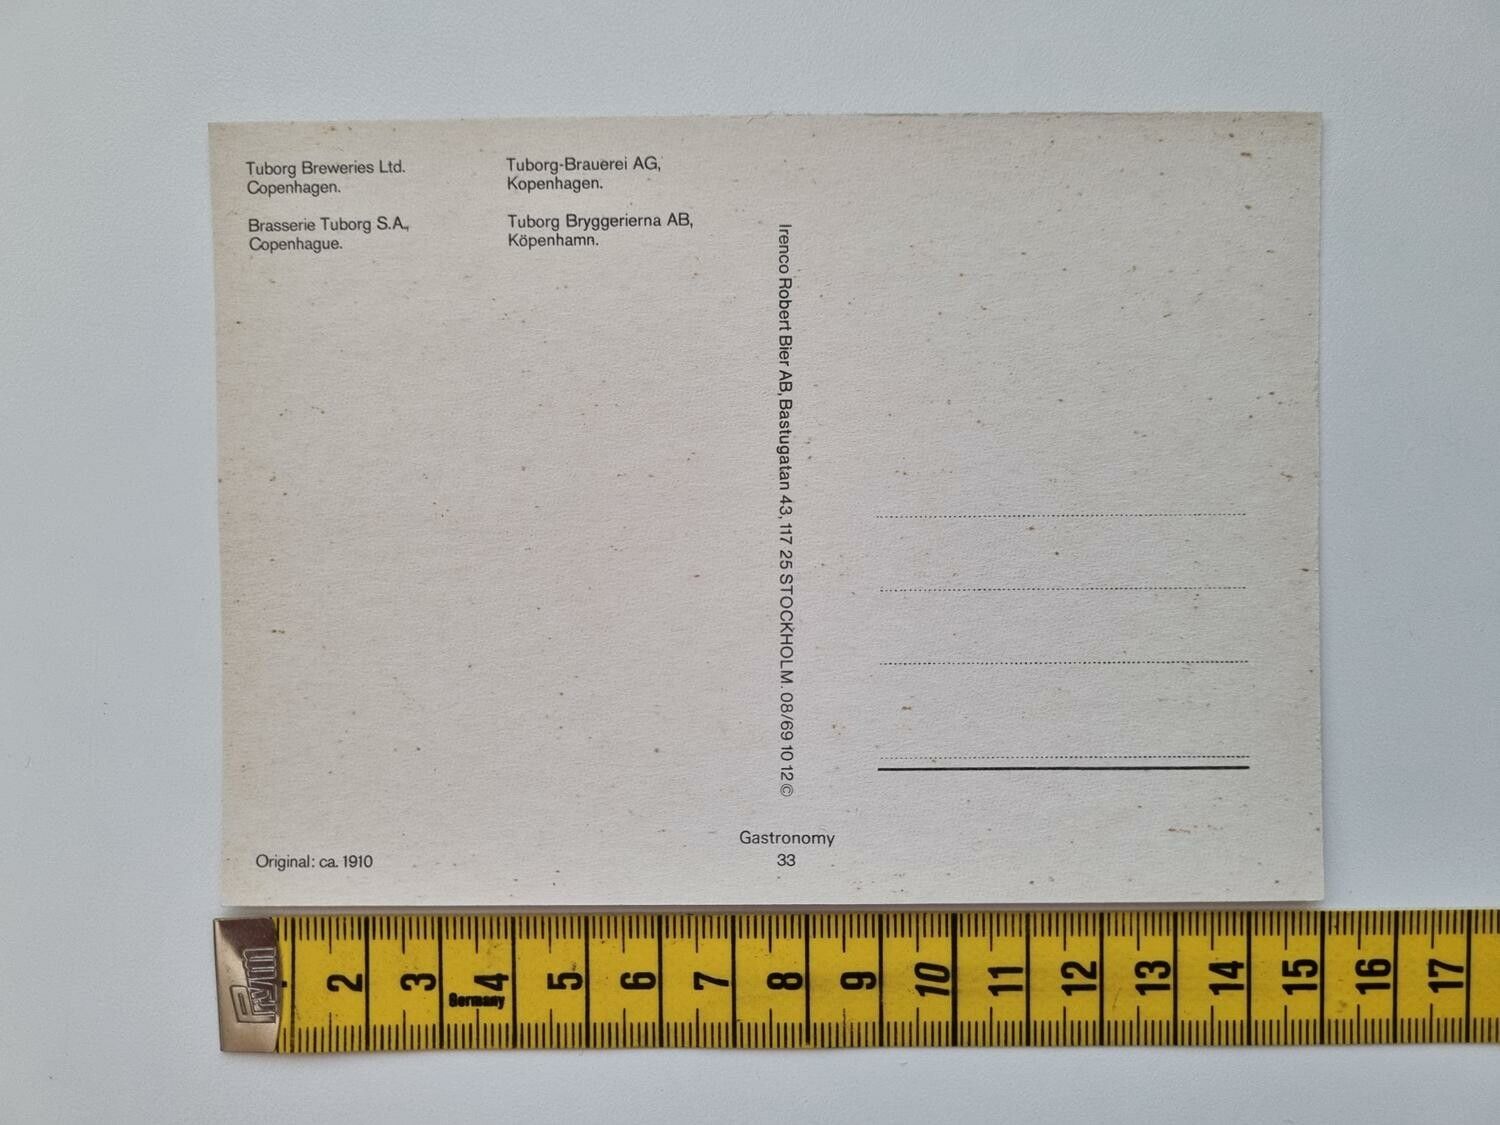 Tuborg Breweries Ltd.
Copenhagen.
Brasserie Tuborg S.A.,
Copenhague.
Tuborg-Brauerei AG,
Kopenhagen.
Tuborg Bryggerierna AB,
Köpenhamn.
Irenco Robert Bier AB, Bastugatan 43, 117 25 STOCKHOLM. 08/69 10 12 ©
Original: ca. 1910
Gastronomy
33
Prym
2 3 4 5 6 7 8 9 10 11 12 13 14 15 16 17
Germany